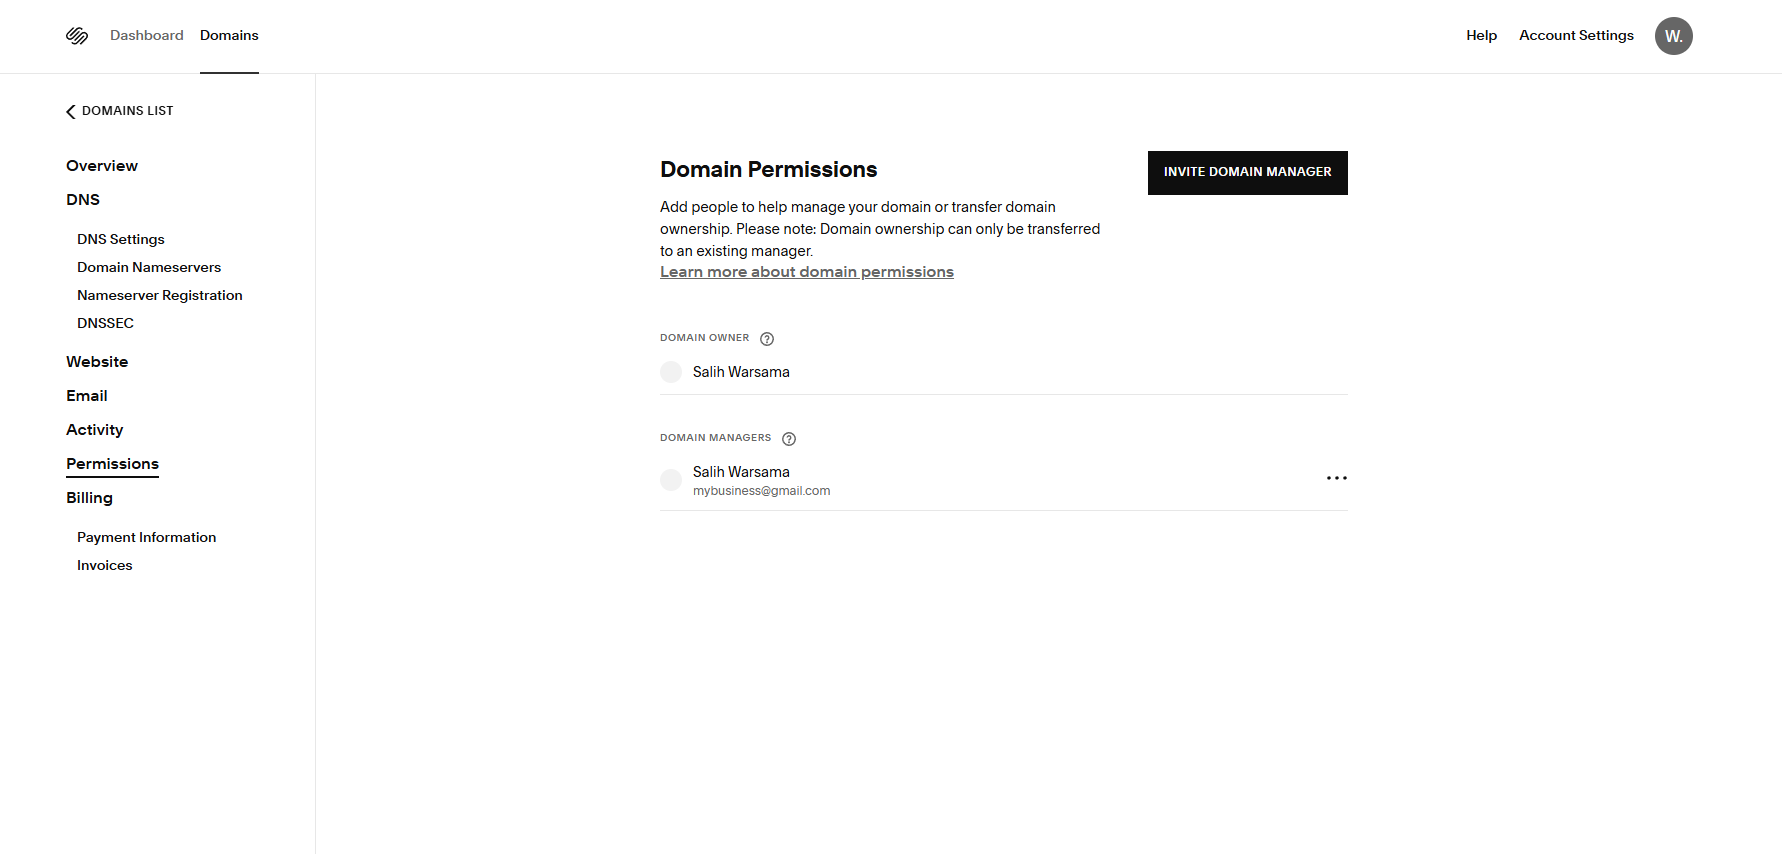 Dashboard Domains Help Account Settings W.
DOMAINS LIST
Overview
DNS
DNS Settings
Domain Nameservers
Nameserver Registration
DNSSEC
Website
Email
Activity
Permissions
Billing
Payment Information
Invoices
Domain Permissions
INVITE DOMAIN MANAGER
Add people to help manage your domain or transfer domain
ownership. Please note: Domain ownership can only be transferred
to an existing manager.
Learn more about domain permissions
DOMAIN OWNER ?
Salih Warsama
DOMAIN MANAGERS ?
Salih Warsama
mybusiness@gmail.com